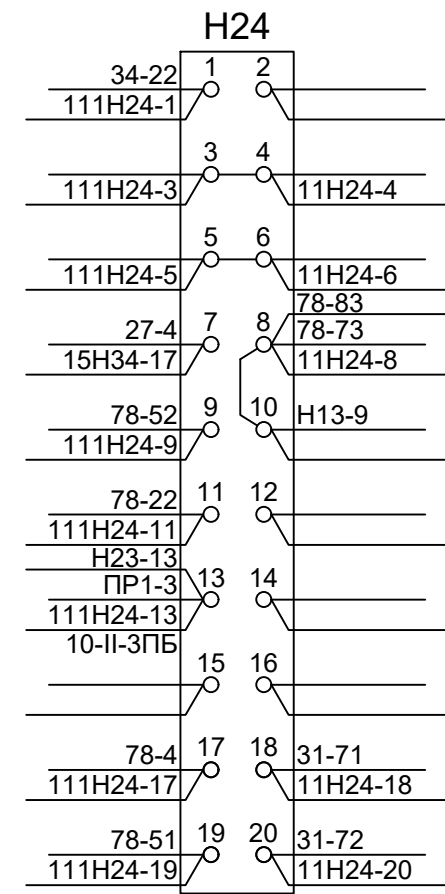 Н24
34-22 1 2
111Н24-1
3 4
111Н24-3 11Н24-4
5 6
111Н24-5 11Н24-6
78-83
27-4 7 8 78-73
15Н34-17 11Н24-8
78-52 9 10 Н13-9
111Н24-9
78-22 11 12
111Н24-11
Н23-13
ПР1-3 13 14
111Н24-13
10-II-3ПБ
15 16
78-4 17 18 31-71
111Н24-17 11Н24-18
78-51 19 20 31-72
111Н24-19 11Н24-20